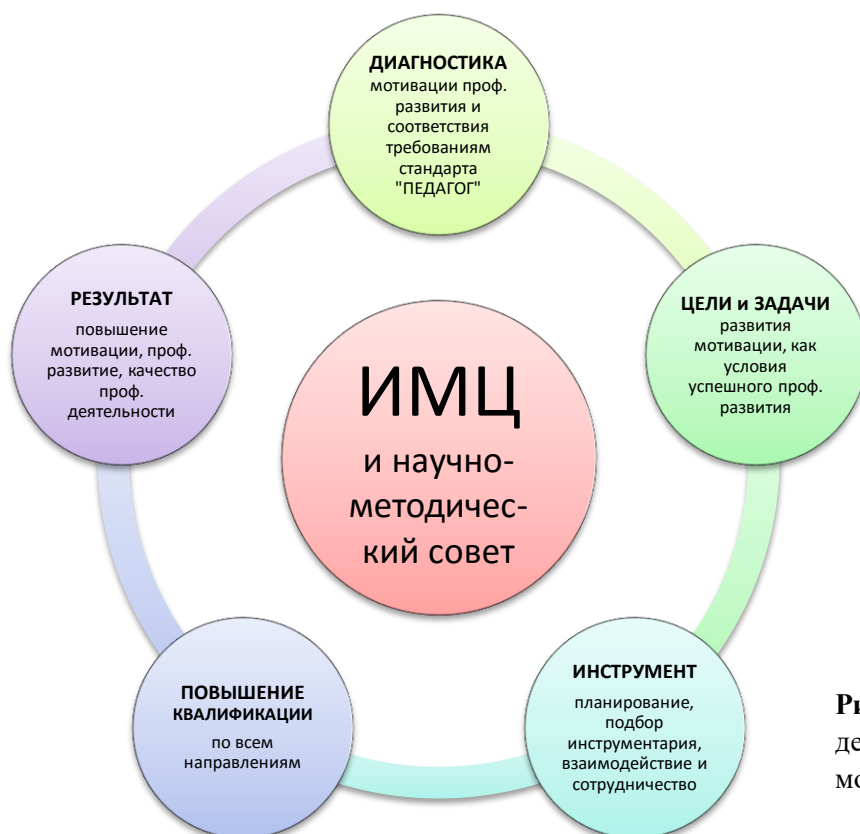 ДИАГНОСТИКА
мотивации проф.
развития и
соответствия
требованиям
стандарта
"ПЕДАГОГ"
ЦЕЛИ и ЗАДАЧИ
развития
мотивации, как
условия
успешного проф.
развития
ИНСТРУМЕНТ
планирование,
подбор
инструментария,
взаимодействие и
сотрудничество
ПОВЫШЕНИЕ
КВАЛИФИКАЦИИ
по всем
направлениям
РЕЗУЛЬТАТ
повышение
мотивации, проф.
развитие, качество
проф.
деятельности
ИМЦ
и научно-
методичес-
кий совет